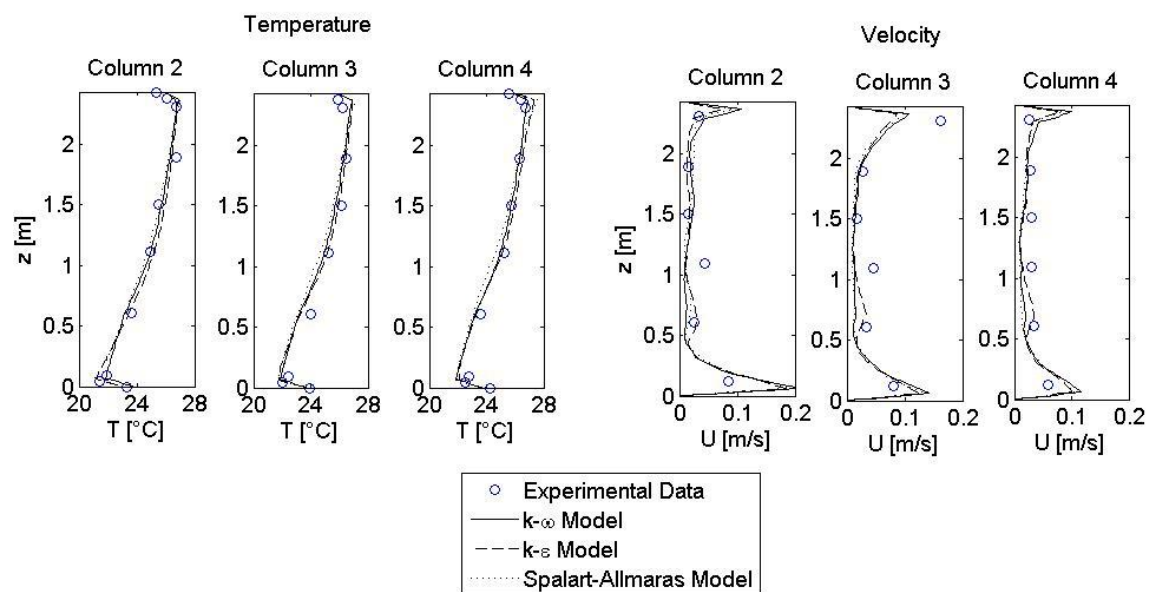 Temperature
Velocity
Column 2
Column 3
Column 4
Column 2
Column 3
Column 4
z [m]
2
1.5
1
0.5
0
2
1.5
1
0.5
0
2
1.5
1
0.5
0
20 24 28
20 24 28
20 24 28
T [°C]
T [°C]
T [°C]
z [m]
2
1.5
1
0.5
0
2
1.5
1
0.5
0
2
1.5
1
0.5
0
0 0.1 0.2
0 0.1 0.2
0 0.1 0.2
U [m/s]
U [m/s]
U [m/s]
Experimental Data
k-ω Model
k-ε Model
Spalart-Allmaras Model